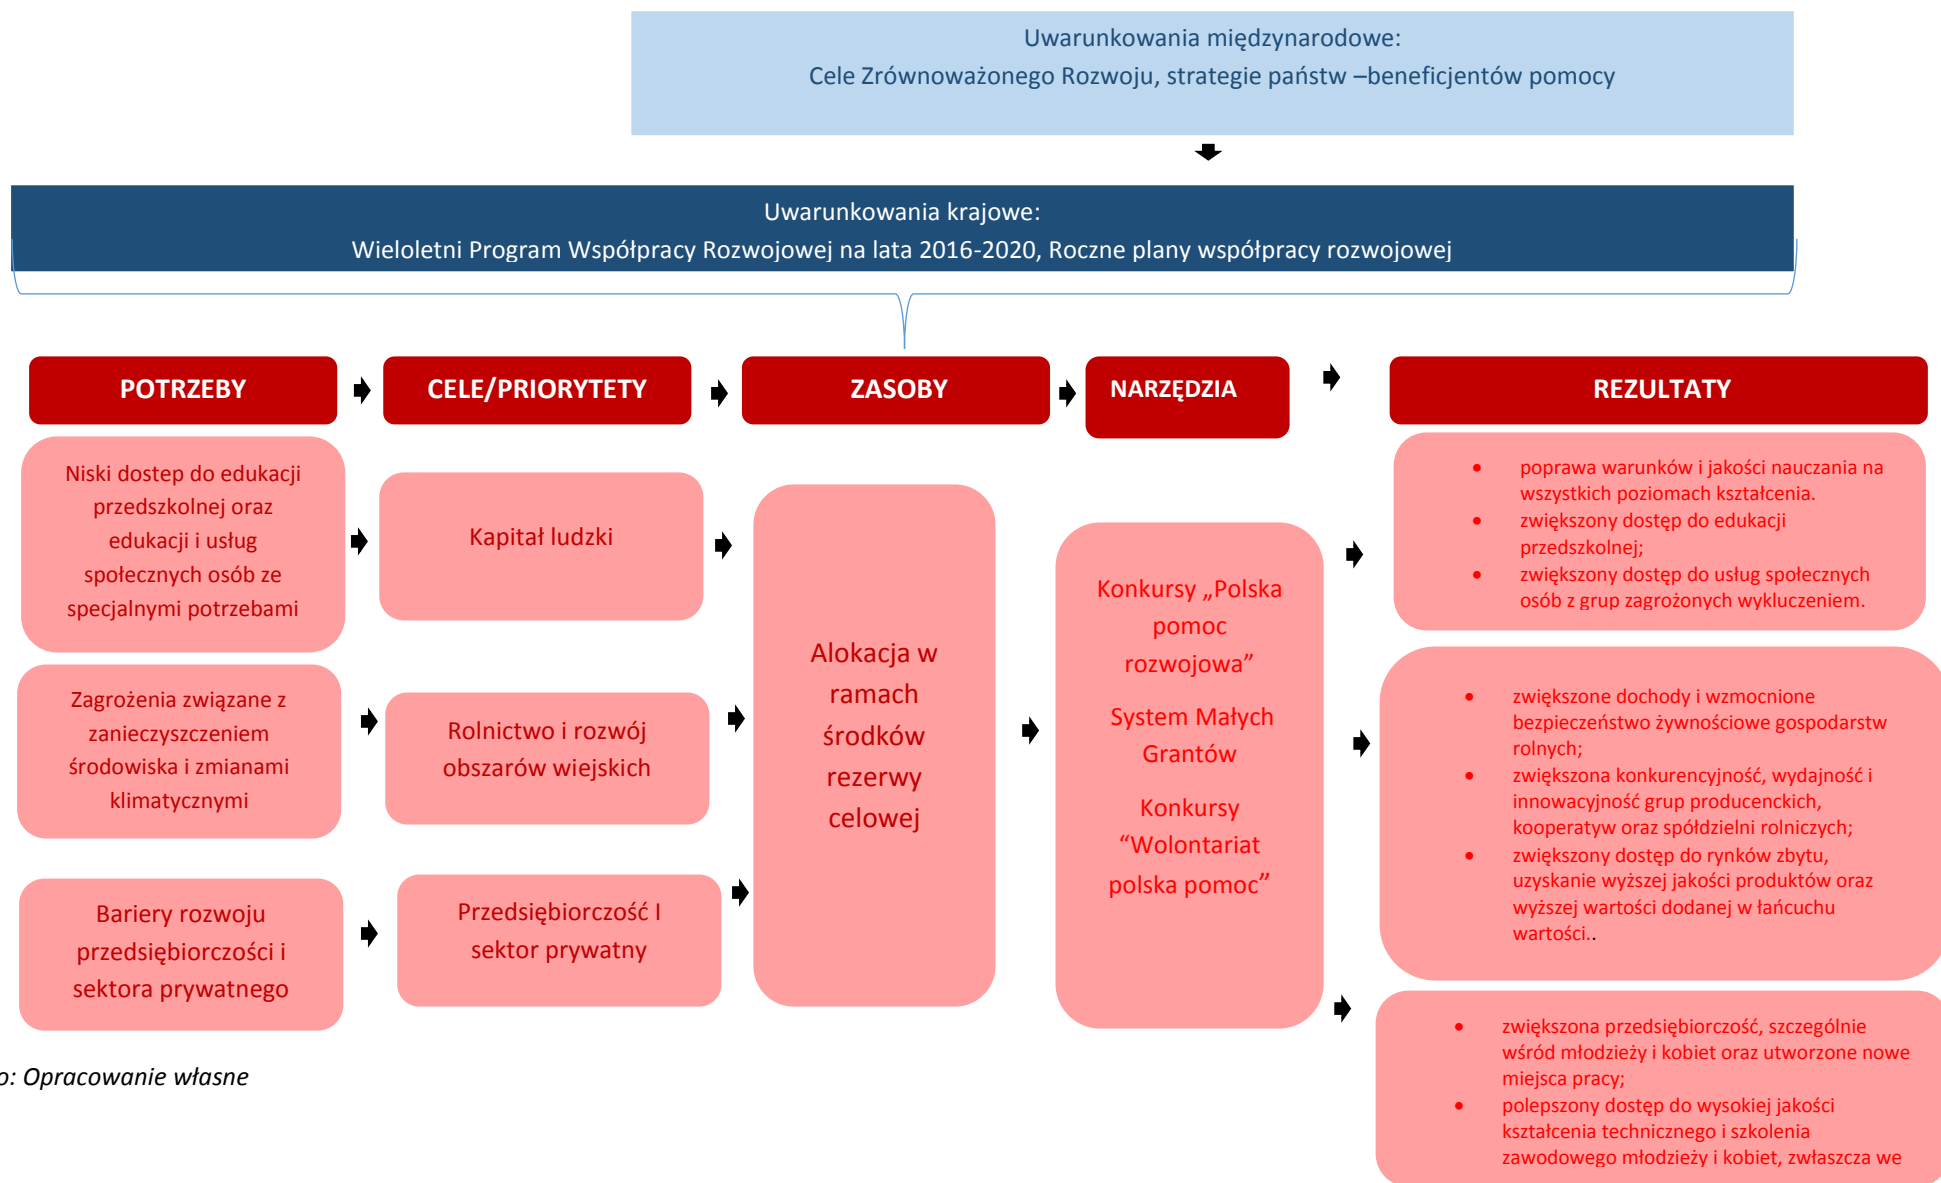 Uwarunkowania międzynarodowe:
Cele Zrównoważonego Rozwoju, strategie państw –beneficjentów pomocy
Uwarunkowania krajowe:
Wieloletni Program Współpracy Rozwojowej na lata 2016-2020, Roczne plany współpracy rozwojowej
POTRZEBY
CELE/PRIORYTETY
ZASOBY
NARZĘDZIA
REZULTATY
Niski dostep do edukacji
przedszkolnej oraz
edukacji i usług
społecznych osób ze
specjalnymi potrzebami
Zagrożenia związane z
zanieczyszczeniem
środowiska i zmianami
klimatycznymi
Bariery rozwoju
przedsiębiorczości i
sektora prywatnego
Kapitał ludzki
Rolnictwo i rozwój
obszarów wiejskich
Przedsiębiorczość I
sektor prywatny
Alokacja w
ramach
środków
rezerwy
celowej
Konkursy „Polska
pomoc
rozwojowa”
System Małych
Grantów
Konkursy
“Wolontariat
polska pomoc”
• poprawa warunków i jakości nauczania na
wszystkich poziomach kształcenia.
• zwiększony dostęp do edukacji
przedszkolnej;
• zwiększony dostęp do usług społecznych
osób z grup zagrożonych wykluczeniem.
• zwiększone dochody i wzmocnione
bezpieczeństwo żywnościowe gospodarstw
rolnych;
• zwiększona konkurencyjność, wydajność i
innowacyjność grup producenckich,
kooperatyw oraz spółdzielni rolniczych;
• zwiększony dostęp do rynków zbytu,
uzyskanie wyższej jakości produktów oraz
wyższej wartości dodanej w łańcuchu
wartości..
• zwiększona przedsiębiorczość, szczególnie
wśród młodzieży i kobiet oraz utworzone nowe
miejsca pracy;
• polepszony dostęp do wysokiej jakości
kształcenia technicznego i szkolenia
zawodowego młodzieży i kobiet, zwłaszcza we
o: Opracowanie własne